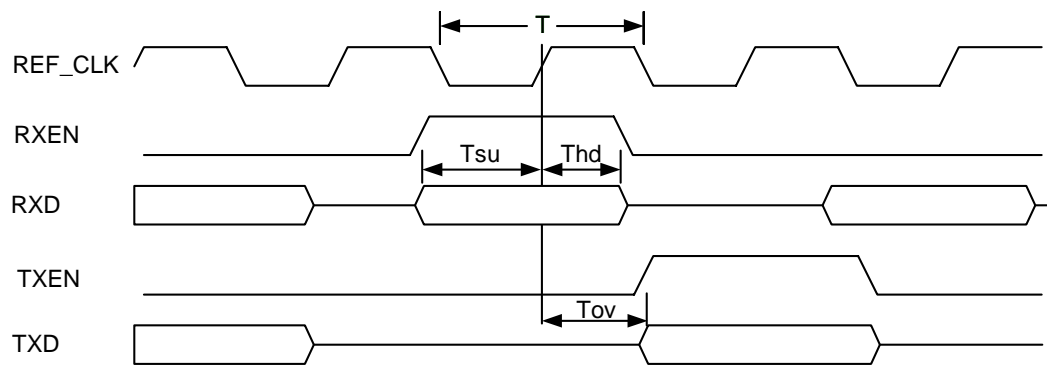 T
REF_CLK
RXEN
Tsu
Thd
RXD
TXEN
Tov
TXD